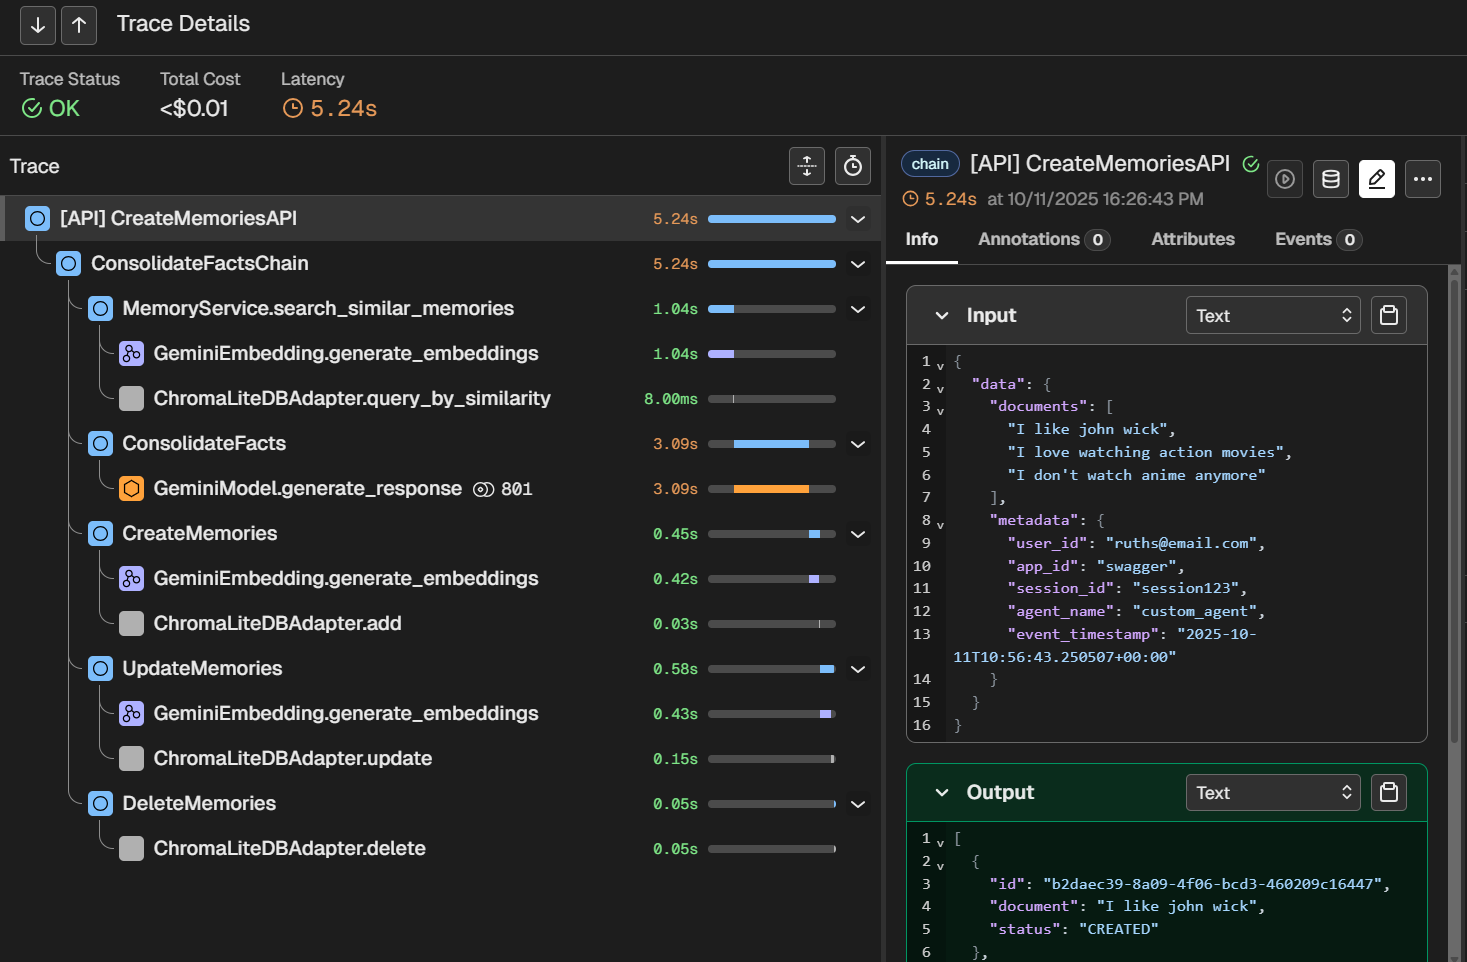 Trace Details
Trace Status
Total Cost
Latency
OK
<$0.01
5.24s
Trace
[API] CreateMemoriesAPI 5.24s
ConsolidateFactsChain 5.24s
MemoryService.search_similar_memories 1.04s
GeminiEmbedding.generate_embeddings 1.04s
ChromaLiteDBAdapter.query_by_similarity 8.00ms
ConsolidateFacts 3.09s
GeminiModel.generate_response 801 3.09s
CreateMemories 0.45s
GeminiEmbedding.generate_embeddings 0.42s
ChromaLiteDBAdapter.add 0.03s
UpdateMemories 0.58s
GeminiEmbedding.generate_embeddings 0.43s
ChromaLiteDBAdapter.update 0.15s
DeleteMemories 0.05s
ChromaLiteDBAdapter.delete 0.05s
chain [API] CreateMemoriesAPI
5.24s at 10/11/2025 16:26:43 PM
Info Annotations 0 Attributes Events 0
Input Text
1 {
2 "data": {
3 "documents": [
4 "I like john wick",
5 "I love watching action movies",
6 "I don't watch anime anymore"
7 ],
8 "metadata": {
9 "user_id": "ruths@email.com",
10 "app_id": "swagger",
11 "session_id": "session123",
12 "agent_name": "custom_agent",
13 "event_timestamp": "2025-10-
11T10:56:43.250507+00:00"
14 }
15 }
16 }
Output Text
1 [
2 {
3 "id": "b2daec39-8a09-4f06-bcd3-460209c16447",
4 "document": "I like john wick",
5 "status": "CREATED"
6 },